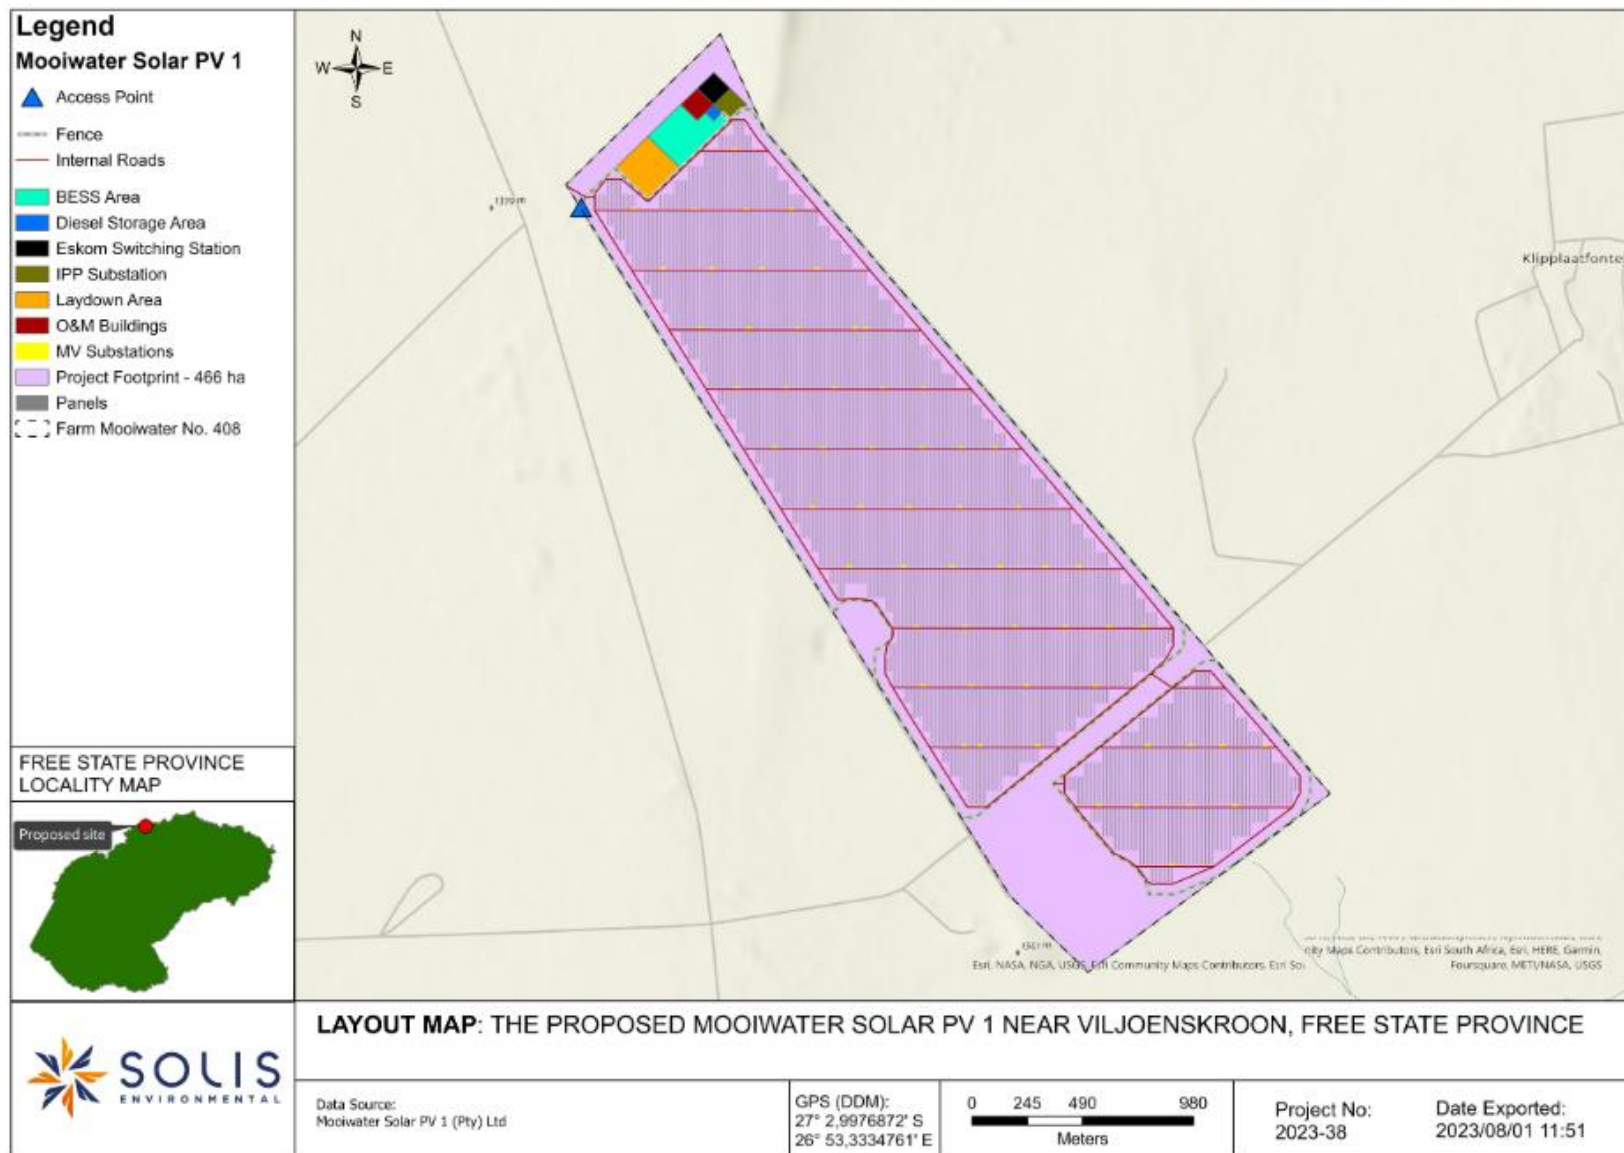 Legend
Mooiwater Solar PV 1
Access Point
Fence
Internal Roads
BESS Area
Diesel Storage Area
Eskom Switching Station
IPP Substation
Laydown Area
O&M Buildings
MV Substations
Project Footprint - 466 ha
Panels
Farm Mooiwater No. 408
N
W E
S
Klipplaatfonte
FREE STATE PROVINCE
LOCALITY MAP
Proposed site
nity Maps Contributors, Esri South Africa, Esri, HERE, Garmin,
Esri, NASA, NGA, USGS, Esri Community Maps Contributors, Esri So
Foursquare, METI/NASA, USGS
LAYOUT MAP: THE PROPOSED MOOIWATER SOLAR PV 1 NEAR VILJOENSKROON, FREE STATE PROVINCE
SOLIS
ENVIRONMENTAL
Data Source:
Mooiwater Solar PV 1 (Pty) Ltd
GPS (DDM):
27° 2,9976872' S
26° 53,3334761' E
0 245 490 980
Meters
Project No:
2023-38
Date Exported:
2023/08/01 11:51